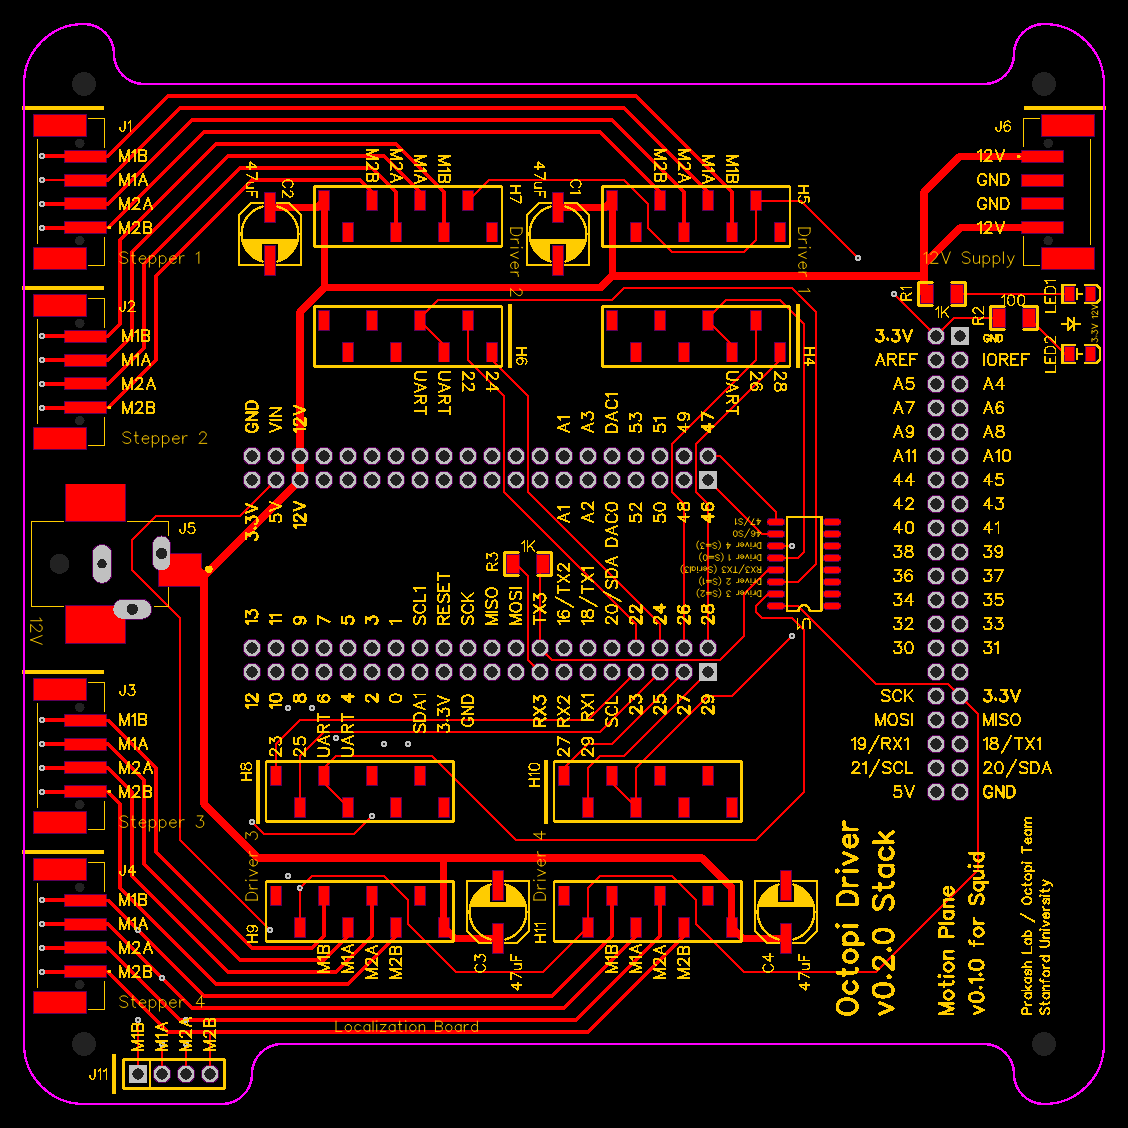 J1
M1B
M1A
M2A
M2B
Stepper 1
J2
M1B
M1A
M2A
M2B
Stepper 2
47uF
C2
M2B
M2A
M1A
M1B
H7
Driver 2
47uF
C1
M2B
M2A
M1A
M1B
H5
Driver 1
J6
12V
GND
GND
12V
12V Supply
R1
1K
R2
100
LED1
LED2
3.3V 12V
H6
UART
UART
22
24
H4
UART
26
28
GND
VIN
12V
A1
A3
DAC1
53
51
49
47
3.3V
5V
12V
A1
A2
DAC0
52
50
48
46
J5
12V
R3
1K
47/S1
46/S0
Driver 4 (S=3)
Driver 1 (S=0)
RX3/TX3 (Serial3)
Driver 2 (S=1)
Driver 3 (S=2)
13
11
9
7
5
3
1
SCL1
RESET
SCK
MISO
MOSI
TX3
16/TX2
18/TX1
20/SDA
22
24
26
28
12
10
8
6
4
2
0
SDA1
3.3V
GND
RX3
RX2
RX1
SCL
23
25
27
29
3.3V
AREF IOREF
A5 A4
A7 A6
A9 A8
A11 A10
44 45
42 43
40 41
38 39
36 37
34 35
32 33
30 31
SCK 3.3V
MOSI MISO
19/RX1 18/TX1
21/SCL 20/SDA
5V GND
J3
M1B
M1A
M2A
M2B
Stepper 3
J4
M1B
M1A
M2A
M2B
Stepper 4
H8
23
25
UART
UART
Driver 3
H10
27
29
Driver 4
H9
M1B
M1A
M2A
M2B
C3
47uF
H11
M1B
M1A
M2A
M2B
C4
47uF
Localization Board
J11
M1B
M1A
M2A
M2B
Octopi Driver
v0.2.0 Stack
Motion Plane
v0.1.0 for Squid
Prakash Lab / Octopi Team
Stanford University